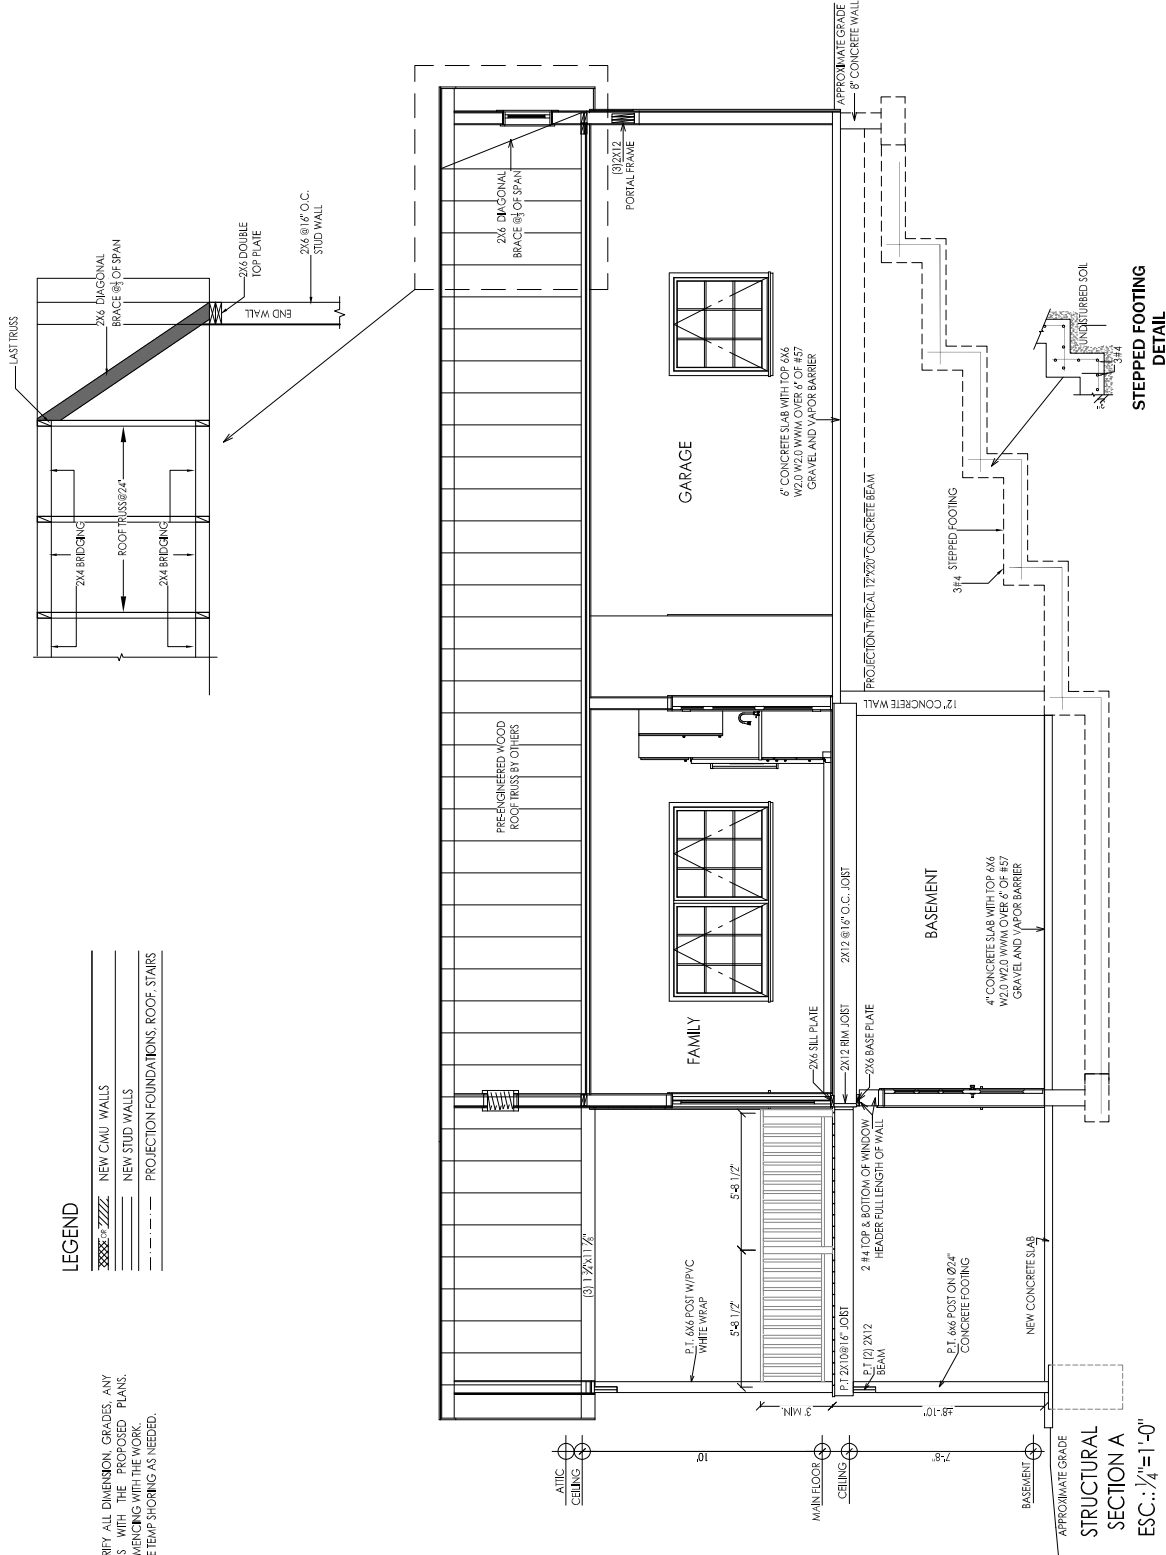 STRUCTURAL
SECTION A
ESC.: 1/4"=1'-0"
RIFY ALL DIMENSION, GRADES, ANY
S WITH THE PROPOSED PLANS.
MENCING WITH THE WORK.
E TEMP SHORING AS NEEDED.
LEGEND
OR
NEW CMU WALLS
NEW STUD WALLS
PROJECTION FOUNDATIONS, ROOF, STAIRS
LAST TRUSS
2X6 DIAGONAL
BRACE @ 1/3 OF SPAN
2X6 DOUBLE
TOP PLATE
2X6 @16" O.C.
STUD WALL
END WALL
2X4 BRIDGING
ROOF TRUSS@24"
2X4 BRIDGING
ATTIC
CEILING
10'
MAIN FLOOR
CEILING
7'-8"
BASEMENT
APPROXIMATE GRADE
3' MIN.
±8'-10"
P.T. 6X6 POST W/PVC
WHITE WRAP
5'-8 1/2"
5'-8 1/2"
(3) 1 3/4"x11 7/8"
P.T 2X10@16" JOIST
P.T (2) 2X12
BEAM
P.T. 6x6 POST ON Ø24"
CONCRETE FOOTING
NEW CONCRETE SLAB
2 #4 TOP & BOTTOM OF WINDOW
HEADER FULL LENGTH OF WALL
2X6 SILL PLATE
2X12 RIM JOIST
2X6 BASE PLATE
2X12 @16" O.C. JOIST
FAMILY
PRE-ENGINEERED WOOD
ROOF TRUSS BY OTHERS
BASEMENT
4" CONCRETE SLAB WITH TOP 6X6
W2.0 W2.0 WWM OVER 6" OF #57
GRAVEL AND VAPOR BARRIER
12" CONCRETE WALL
GARAGE
6" CONCRETE SLAB WITH TOP 6X6
W2.0 W2.0 WWM OVER 6" OF #57
GRAVEL AND VAPOR BARRIER
PROJECTION TYPICAL 12"X20" CONCRETE BEAM
3#4
STEPPED FOOTING
2X6 DIAGONAL
BRACE @ 1/3 OF SPAN
(3)2X12
PORTAL FRAME
APPROXIMATE GRADE
8" CONCRETE WALL
UNDISTURBED SOIL
3#4
STEPPED FOOTING
DETAIL